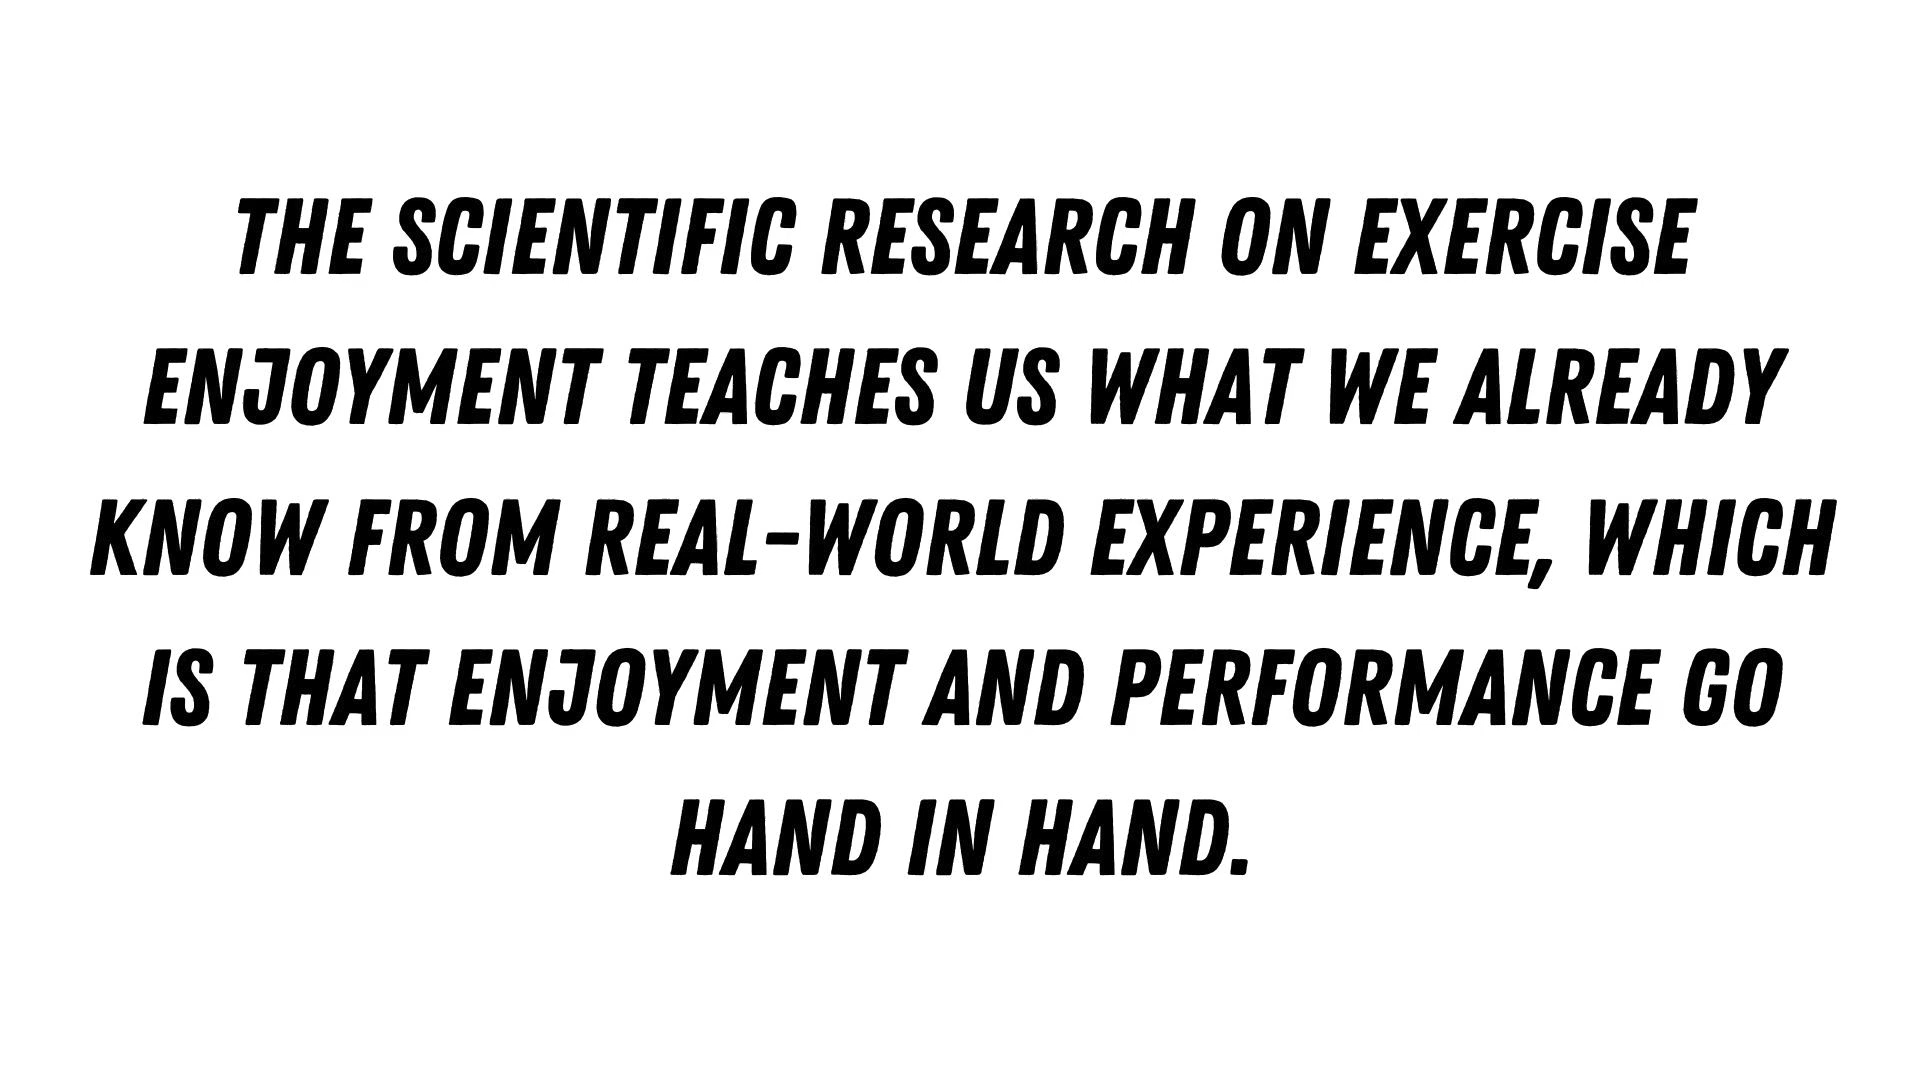 THE SCIENTIFIC RESEARCH ON EXERCISE
ENJOYMENT TEACHES US WHAT WE ALREADY
KNOW FROM REAL-WORLD EXPERIENCE, WHICH
IS THAT ENJOYMENT AND PERFORMANCE GO
HAND IN HAND.